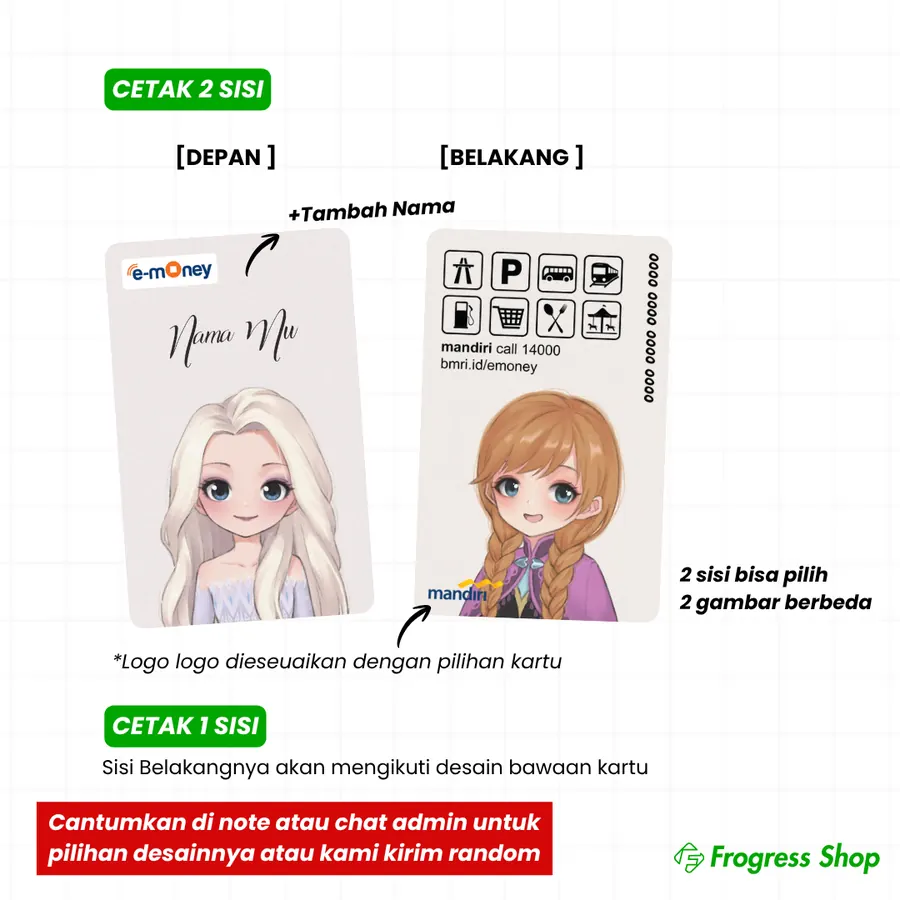 CETAK 2 SISI
[DEPAN ]
[BELAKANG ]
+Tambah Nama
e-money
Nama Mu
P
mandiri call 14000
bmri.id/emoney
0000 0000 0000 0000
mandiri
2 sisi bisa pilih
2 gambar berbeda
*Logo logo dieseuaikan dengan pilihan kartu
CETAK 1 SISI
Sisi Belakangnya akan mengikuti desain bawaan kartu
Cantumkan di note atau chat admin untuk
pilihan desainnya atau kami kirim random
Frogress Shop